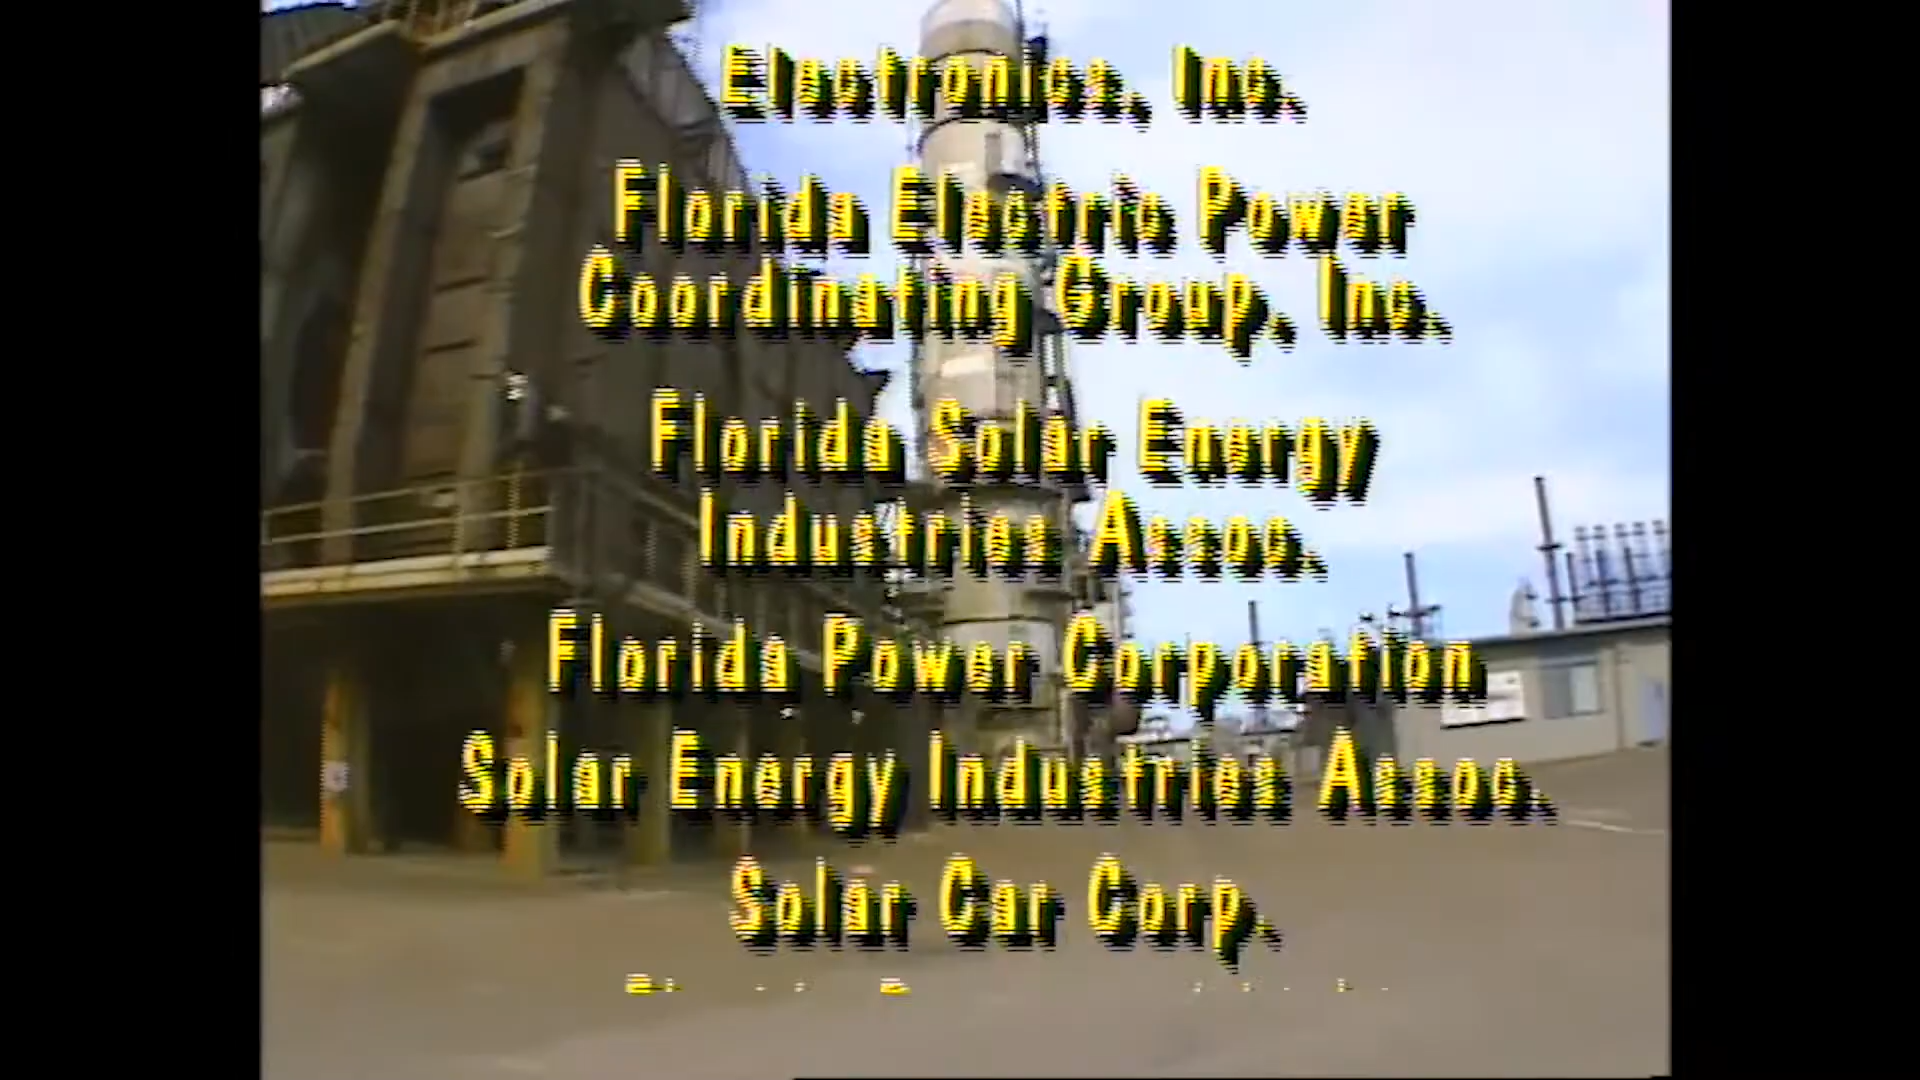 Electronics, Inc.
Florida Electric Power
Coordinating Group, Inc.
Florida Solar Energy
Industries Assoc.
Florida Power Corporation
Solar Energy Industries Assoc.
Solar Car Corp.